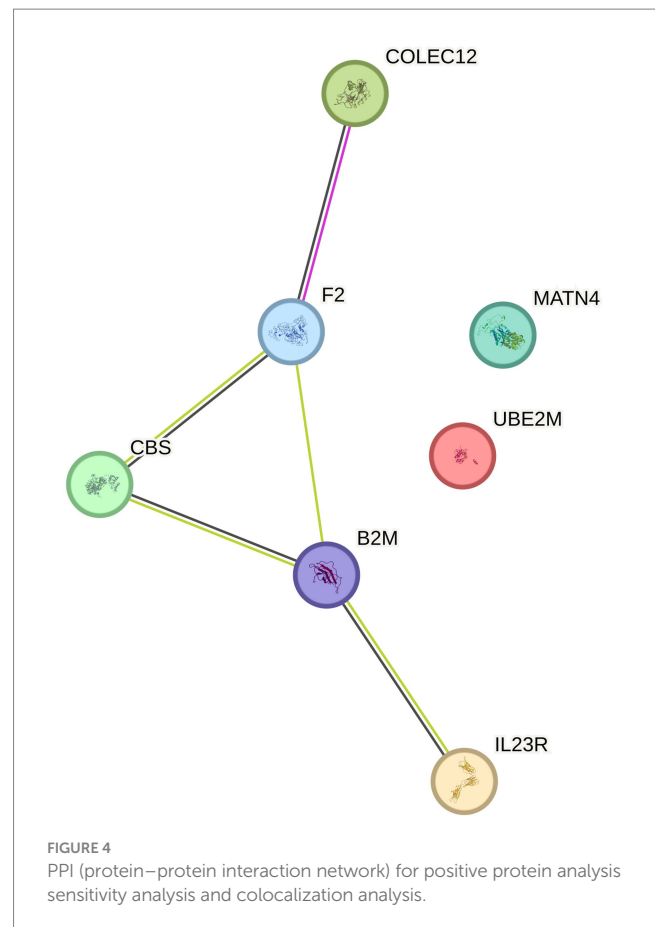 COLEC12
F2
MATN4
UBE2M
CBS
B2M
IL23R
FIGURE 4
PPI (protein–protein interaction network) for positive protein analysis
sensitivity analysis and colocalization analysis.